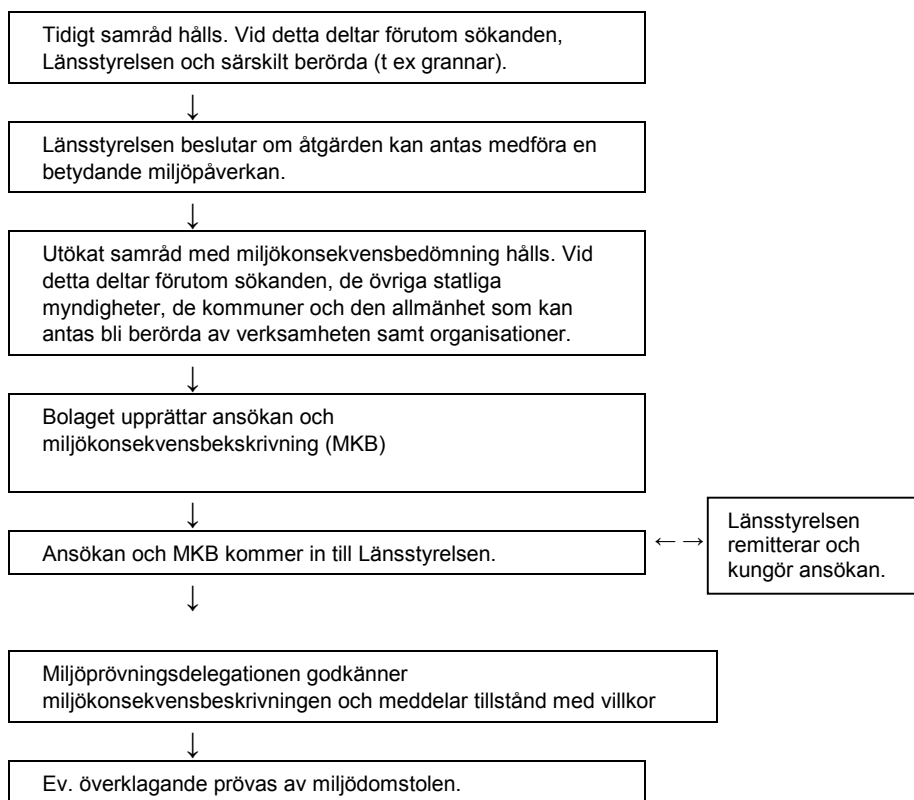 Tidigt samråd hålls. Vid detta deltar förutom sökanden,
Länsstyrelsen och särskilt berörda (t ex grannar).
↓
Länsstyrelsen beslutar om åtgärden kan antas medföra en
betydande miljöpåverkan.
↓
Utökat samråd med miljökonsekvensbedömning hålls. Vid
detta deltar förutom sökanden, de övriga statliga
myndigheter, de kommuner och den allmänhet som kan
antas bli berörda av verksamheten samt organisationer.
↓
Bolaget upprättar ansökan och
miljökonsekvensbekskrivning (MKB)
↓
Ansökan och MKB kommer in till Länsstyrelsen.
← →
Länsstyrelsen
remitterar och
kungör ansökan.
↓
Miljöprövningsdelegationen godkänner
miljökonsekvensbeskrivningen och meddelar tillstånd med villkor
↓
Ev. överklagande prövas av miljödomstolen.